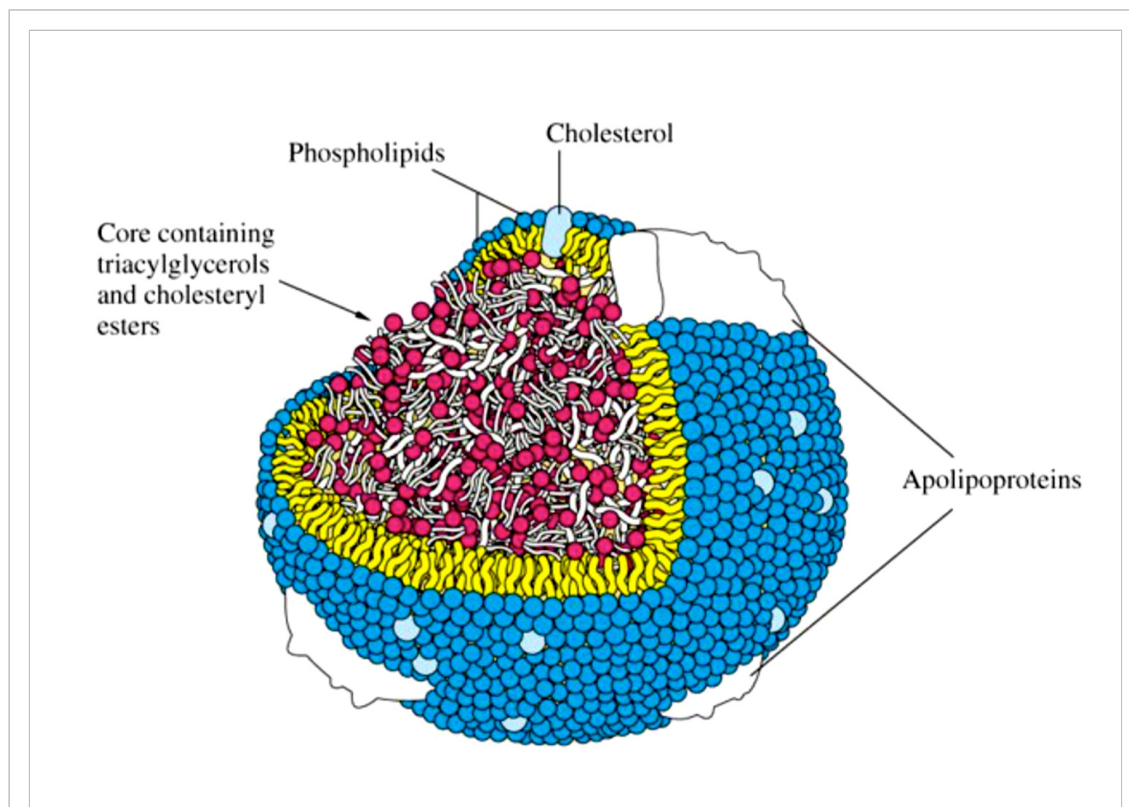 Cholesterol
Phospholipids
Core containing
triacylglycerols
and cholesteryl
esters
Apolipoproteins